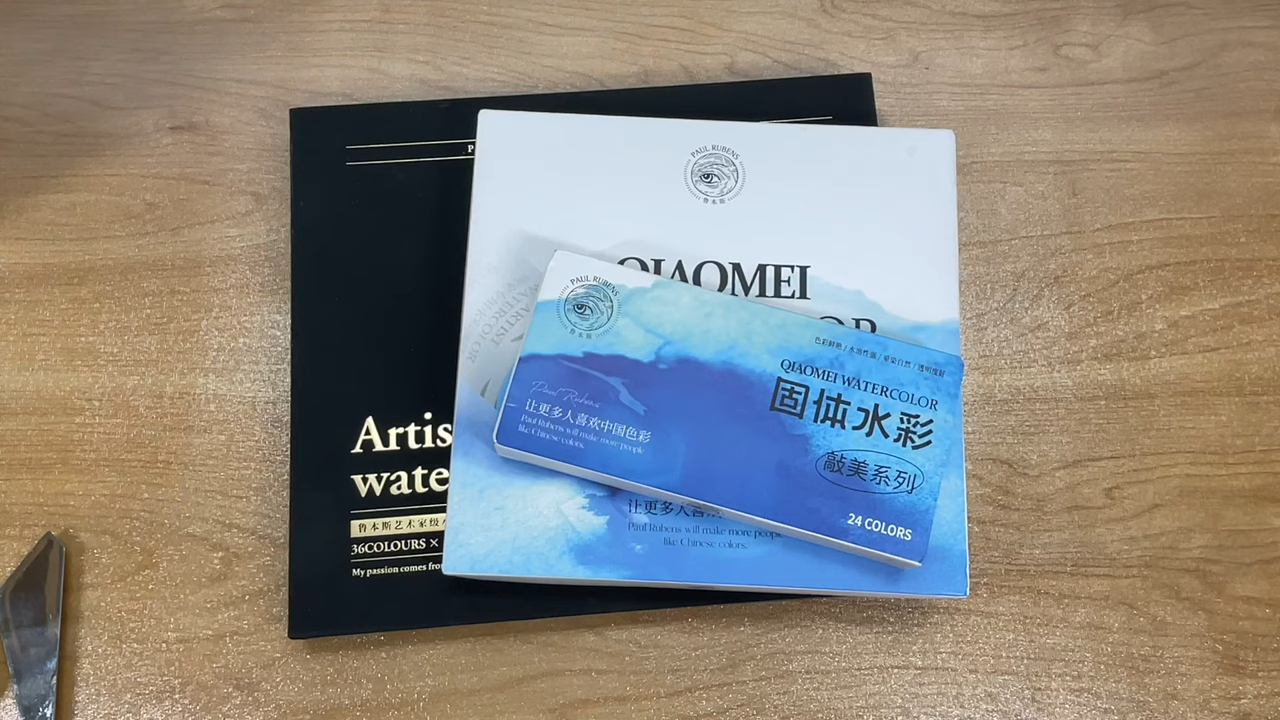 P
Artis
wate
鲁本斯艺术家级
36COLOURS ×
My passion comes fro
PAUL RUBENS
鲁本斯
QIAOMEI
OR
ARTIST
WATERCOLOR
让更多人喜
Paul Rubens will make more people
like Chinese colors.
PAUL RUBENS
鲁本斯
色彩鲜艳 / 水溶性强 / 晕染自然 / 透明度好
QIAOMEI WATERCOLOR
固体水彩
敲美系列
24 COLORS
Paul Rubens
让更多人喜欢中国色彩
Paul Rubens will make more people
like Chinese colors.